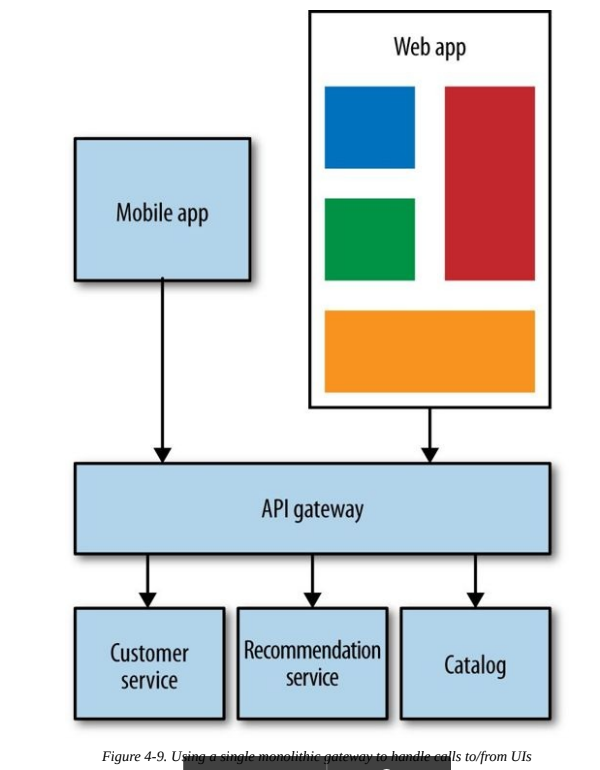 Web app
Mobile app
API gateway
Customer
service
Recommendation
service
Catalog
Figure 4-9. Using a single monolithic gateway to handle calls to/from UIs